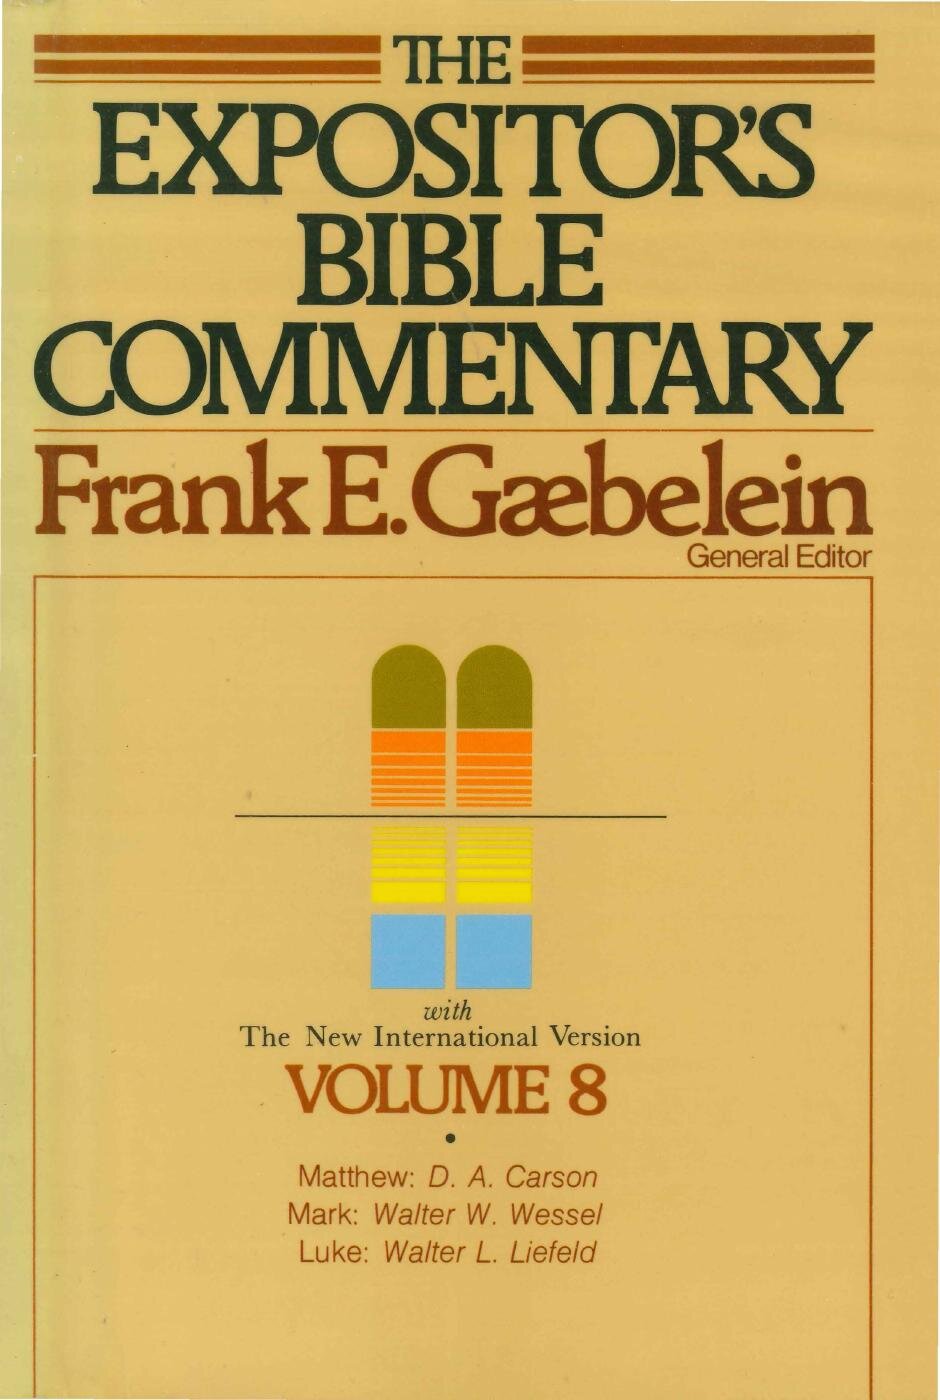 THE
EXPOSITOR'S
BIBLE
COMMENTARY
Frank E. Gæbelein
General Editor
with
The New International Version
VOLUME 8
•
Matthew: D. A. Carson
Mark: Walter W. Wessel
Luke: Walter L. Liefeld